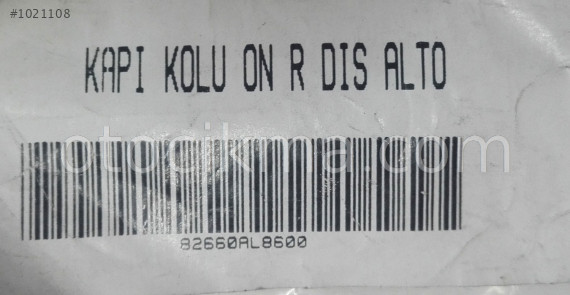 #1021108
KAPI KOLU ON R DIS ALTO
otocikma.com
82660AL8600